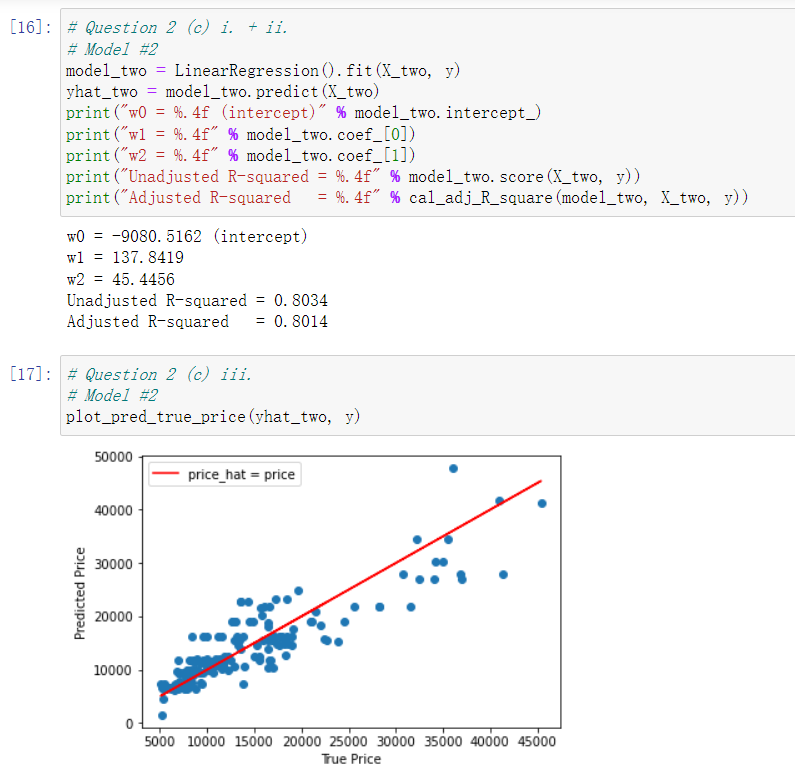 [16]: # Question 2 (c) i. + ii.
# Model #2
model_two = LinearRegression().fit(X_two, y)
yhat_two = model_two.predict(X_two)
print("w0 = %.4f (intercept)" % model_two.intercept_)
print("w1 = %.4f" % model_two.coef_[0])
print("w2 = %.4f" % model_two.coef_[1])
print("Unadjusted R-squared = %.4f" % model_two.score(X_two, y))
print("Adjusted R-squared   = %.4f" % cal_adj_R_square(model_two, X_two, y))
w0 = -9080.5162 (intercept)
w1 = 137.8419
w2 = 45.4456
Unadjusted R-squared = 0.8034
Adjusted R-squared   = 0.8014
[17]: # Question 2 (c) iii.
# Model #2
plot_pred_true_price(yhat_two, y)
50000
price_hat = price
40000
30000
Predicted Price
20000
10000
0
5000 10000 15000 20000 25000 30000 35000 40000 45000
True Price